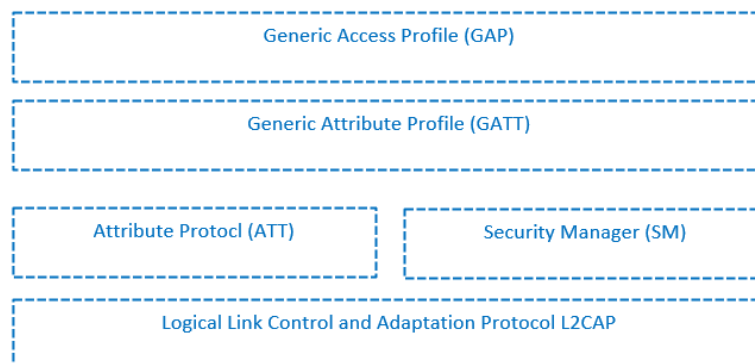 Generic Access Profile (GAP)
Generic Attribute Profile (GATT)
Attribute Protocl (ATT)
Security Manager (SM)
Logical Link Control and Adaptation Protocol L2CAP